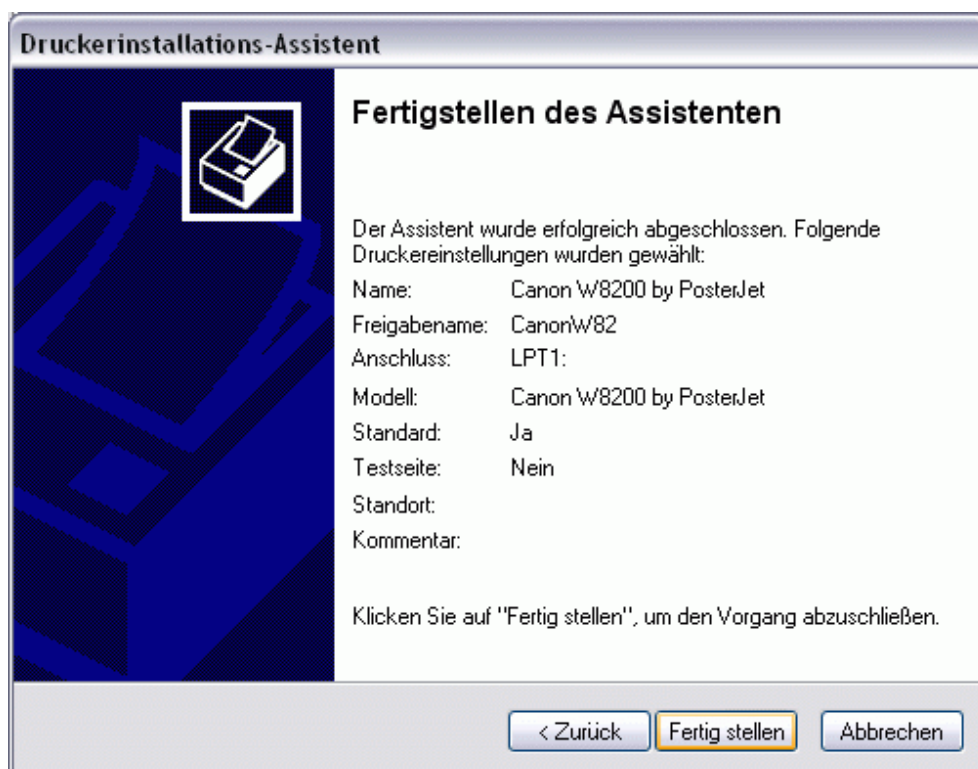 Druckerinstallations-Assistent
Fertigstellen des Assistenten
Der Assistent wurde erfolgreich abgeschlossen. Folgende
Druckereinstellungen wurden gewählt:
Name: Canon W8200 by PosterJet
Freigabename: CanonW82
Anschluss: LPT1:
Modell: Canon W8200 by PosterJet
Standard: Ja
Testseite: Nein
Standort:
Kommentar:
Klicken Sie auf "Fertig stellen", um den Vorgang abzuschließen.
< Zurück Fertig stellen Abbrechen